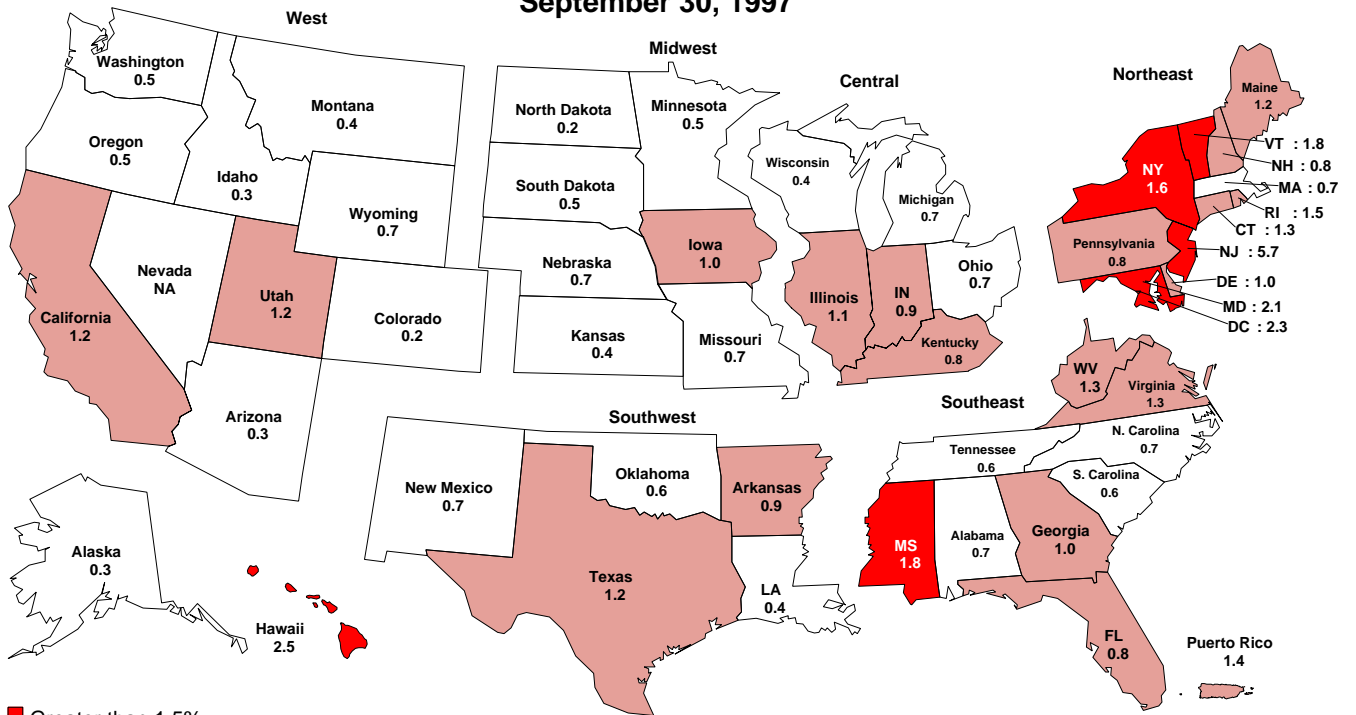 September 30, 1997
West
Midwest
Central
Northeast
Washington
0.5
Montana
0.4
Oregon
0.5
Idaho
0.3
Wyoming
0.7
Nevada
NA
Utah
1.2
California
1.2
Colorado
0.2
Arizona
0.3
North Dakota
0.2
Minnesota
0.5
South Dakota
0.5
Nebraska
0.7
Iowa
1.0
Kansas
0.4
Missouri
0.7
Wisconsin
0.4
Michigan
0.7
Illinois
1.1
IN
0.9
Ohio
0.7
Kentucky
0.8
Maine
1.2
VT : 1.8
NH : 0.8
MA : 0.7
RI : 1.5
CT : 1.3
NJ : 5.7
DE : 1.0
MD : 2.1
DC : 2.3
NY
1.6
Pennsylvania
0.8
Southwest
Southeast
WV
1.3
Virginia
1.3
New Mexico
0.7
Oklahoma
0.6
Arkansas
0.9
Texas
1.2
LA
0.4
Tennessee
0.6
N. Carolina
0.7
S. Carolina
0.6
MS
1.8
Alabama
0.7
Georgia
1.0
FL
0.8
Puerto Rico
1.4
Alaska
0.3
Hawaii
2.5